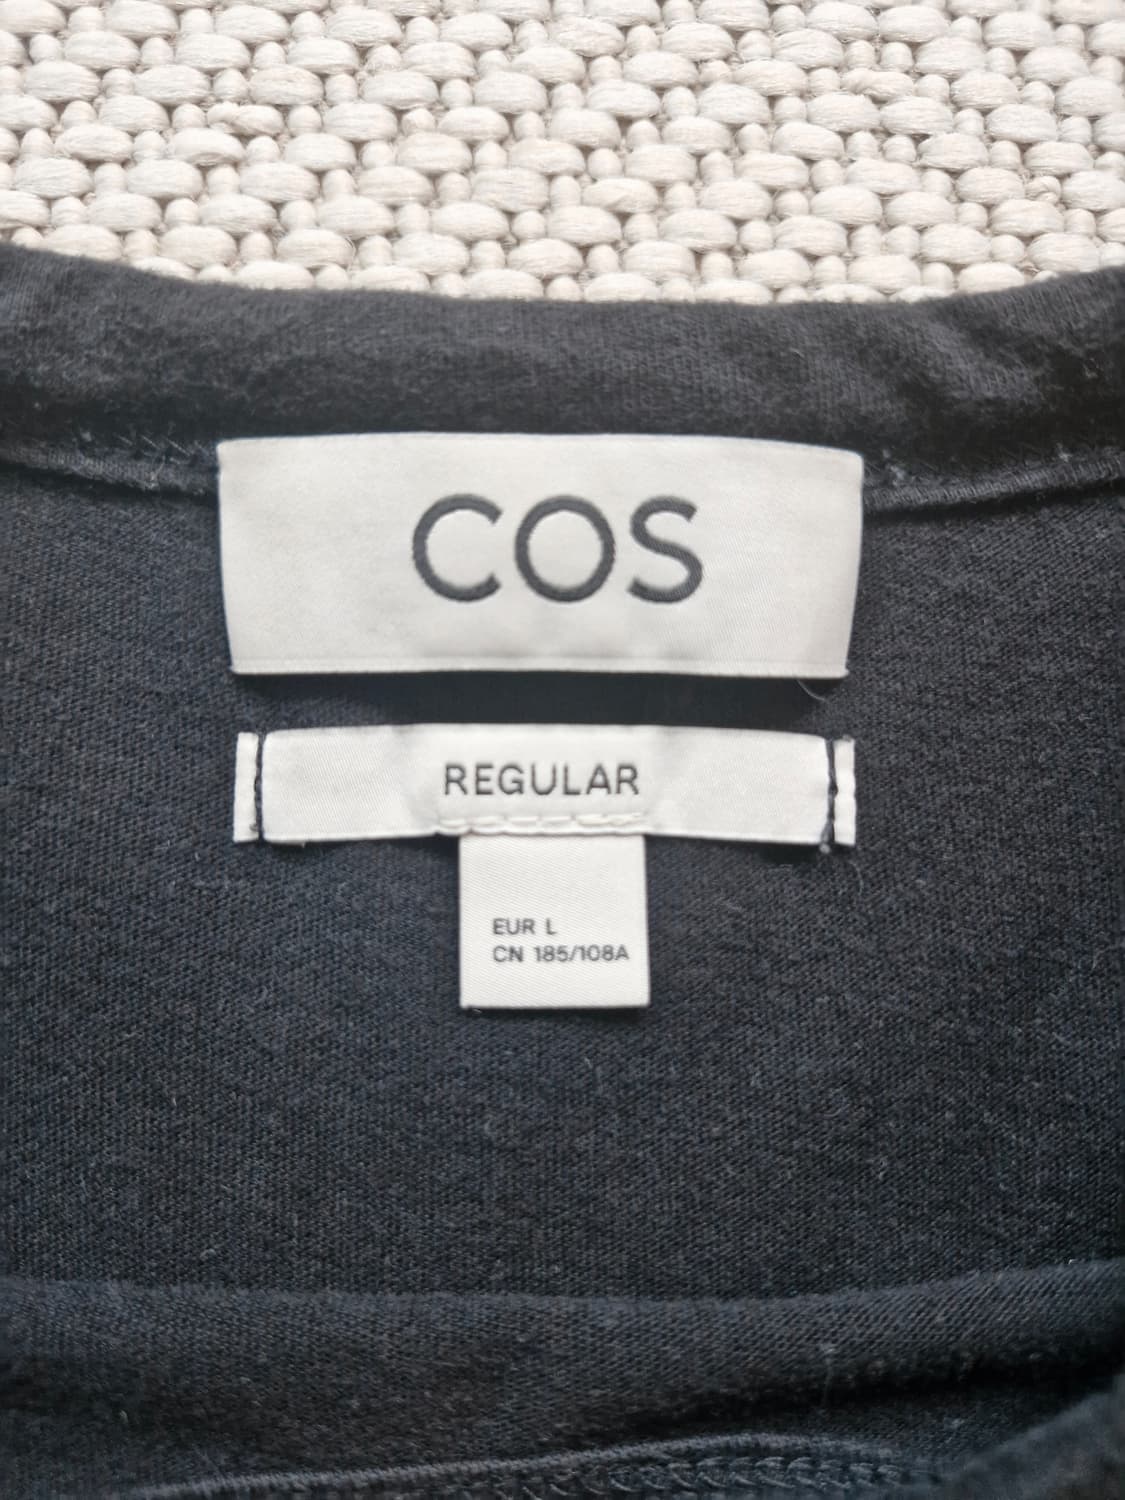 COS
REGULAR
EUR L
CN 185/108A